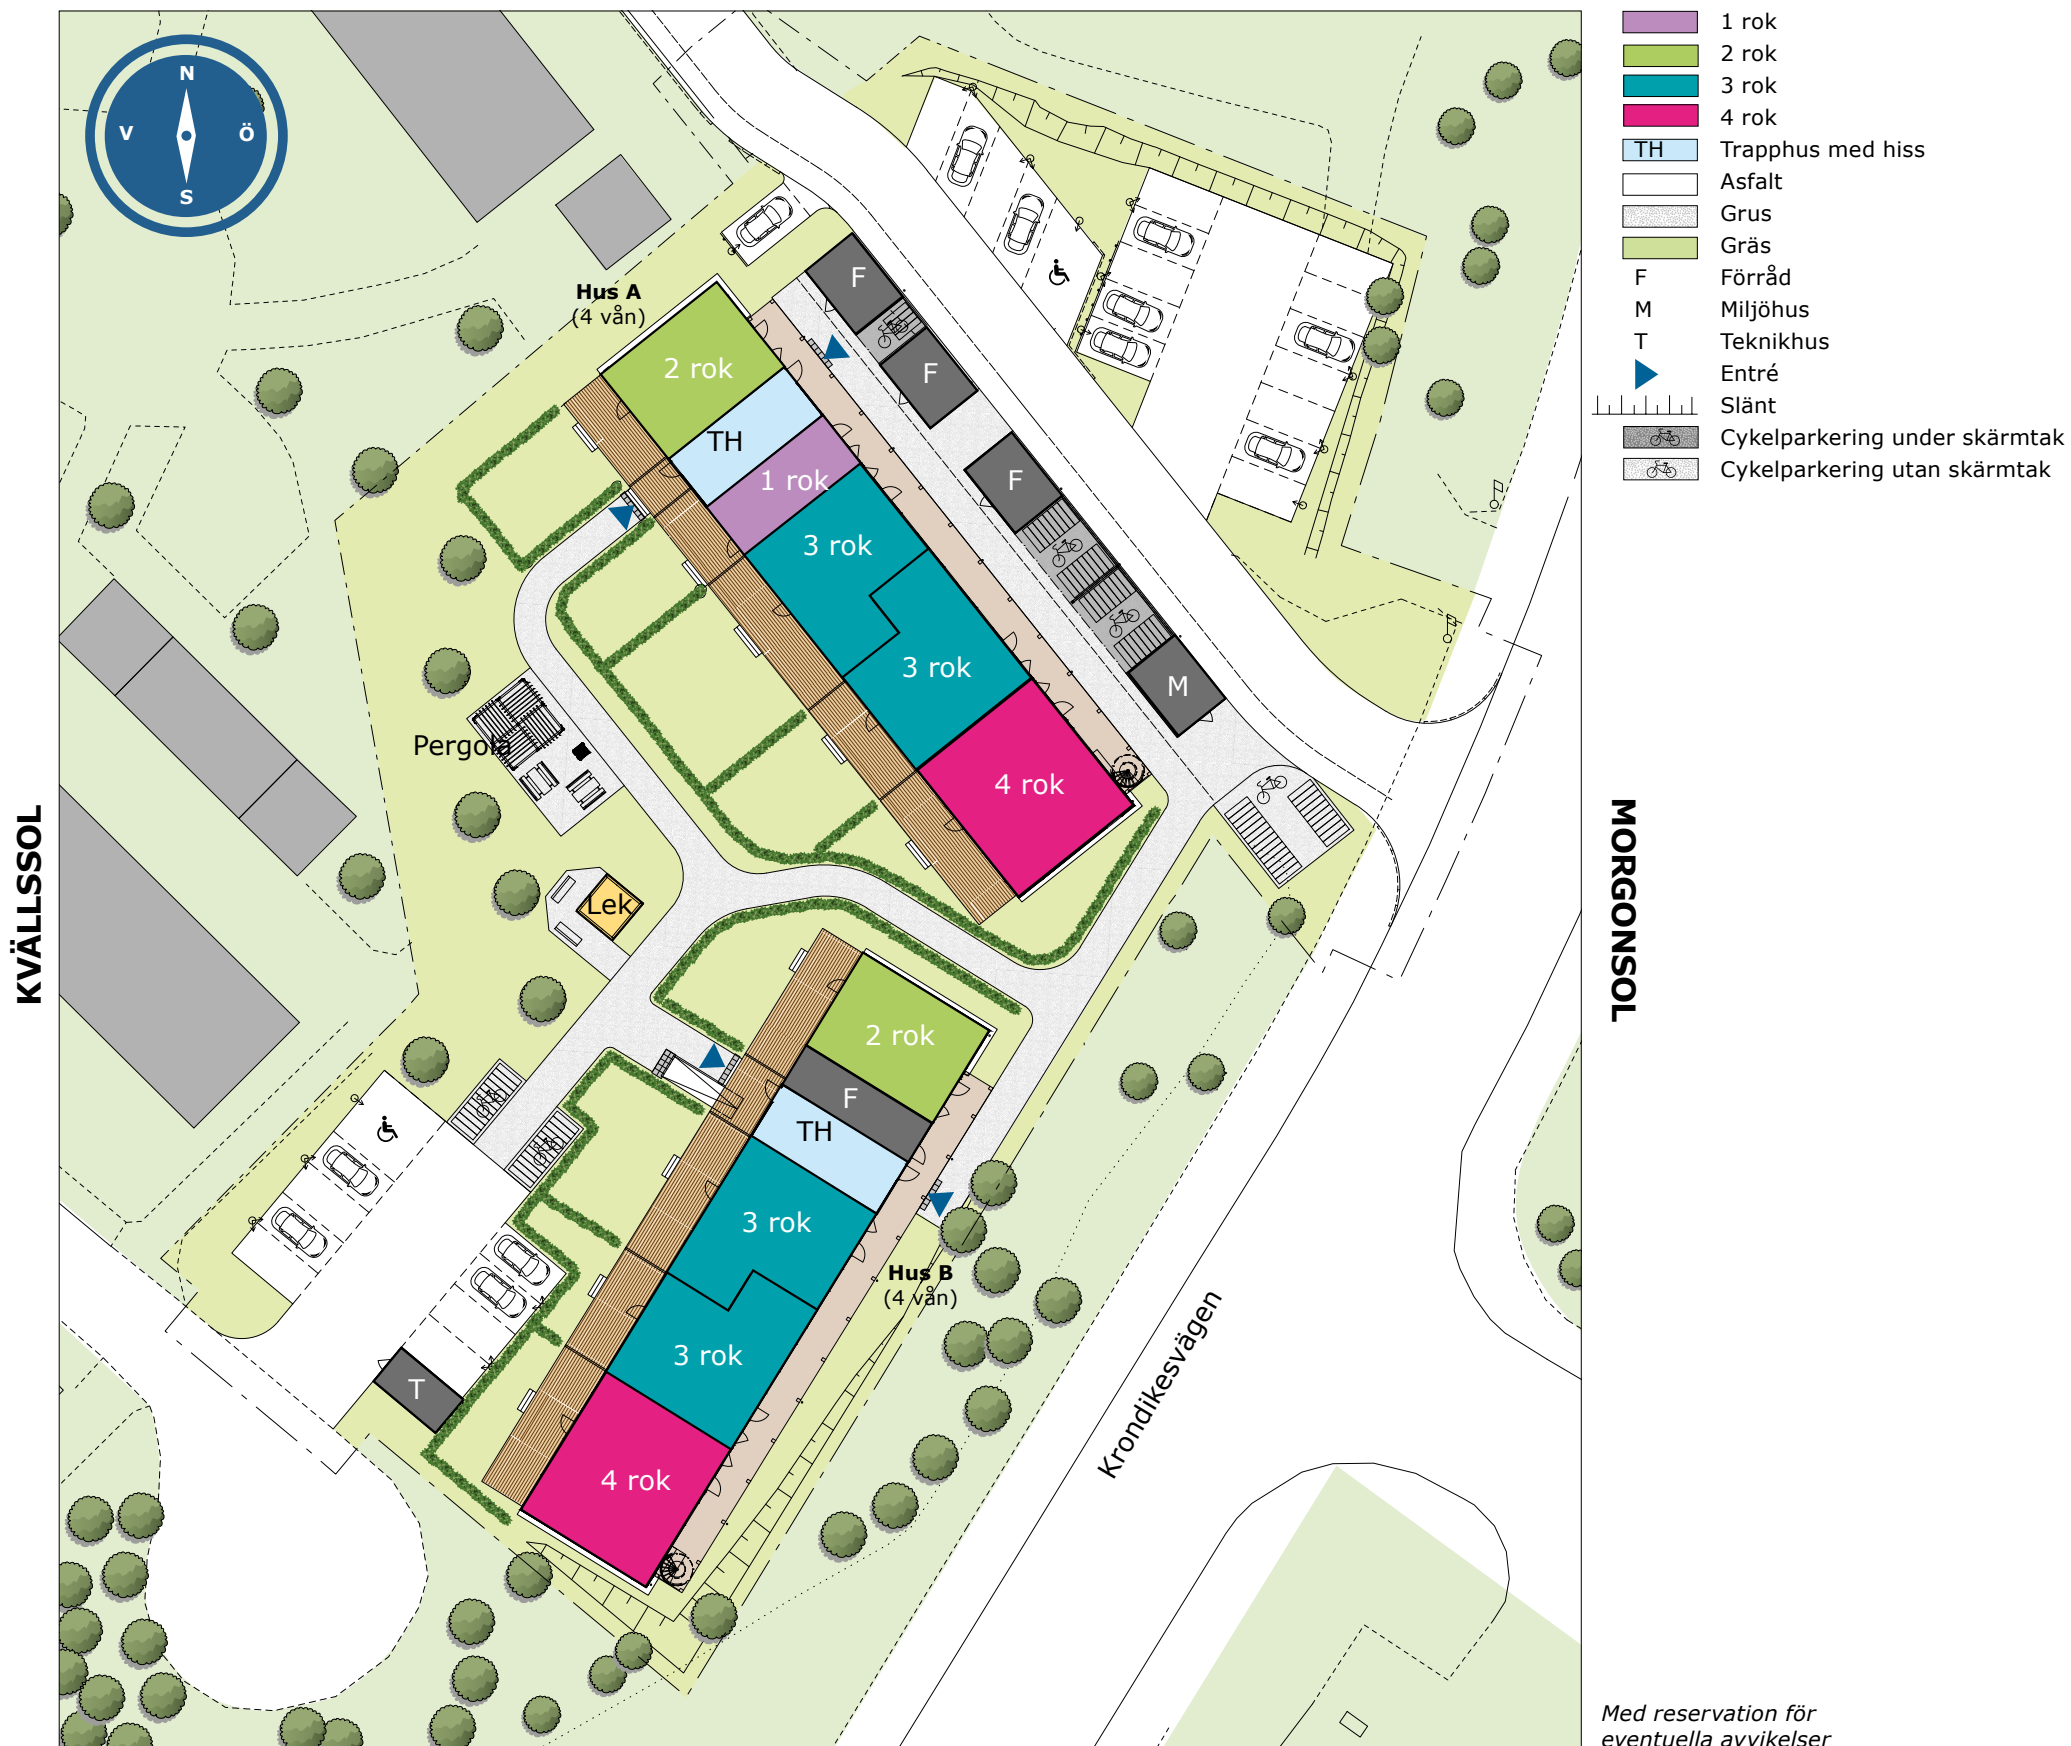 N
V
Ö
S
1 rok
2 rok
3 rok
4 rok
TH Trapphus med hiss
Asfalt
Grus
Gräs
F Förråd
M Miljöhus
T Teknikhus
Entré
Slänt
Cykelparkering under skärmtak
Cykelparkering utan skärmtak
Hus A
(4 vån)
2 rok
TH
1 rok
3 rok
3 rok
4 rok
F
F
F
M
Pergola
Lek
KVÄLLSSOL
MORGONSOL
2 rok
F
TH
3 rok
3 rok
4 rok
Hus B
(4 vån)
T
Krondikesvägen
Med reservation för
eventuella avvikelser